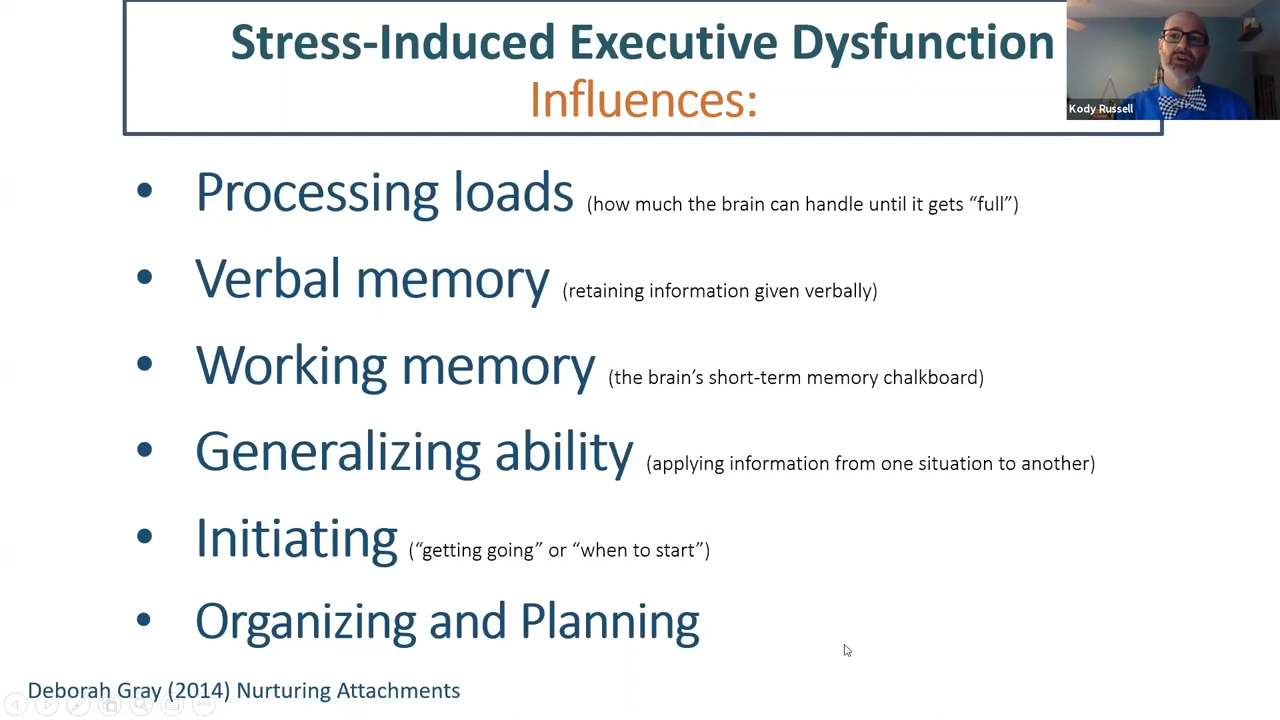 Stress-Induced Executive Dysfunction
Influences:
Kody Russell
• Processing loads (how much the brain can handle until it gets “full”)
• Verbal memory (retaining information given verbally)
• Working memory (the brain’s short-term memory chalkboard)
• Generalizing ability (applying information from one situation to another)
• Initiating (“getting going” or “when to start”)
• Organizing and Planning
Deborah Gray (2014) Nurturing Attachments